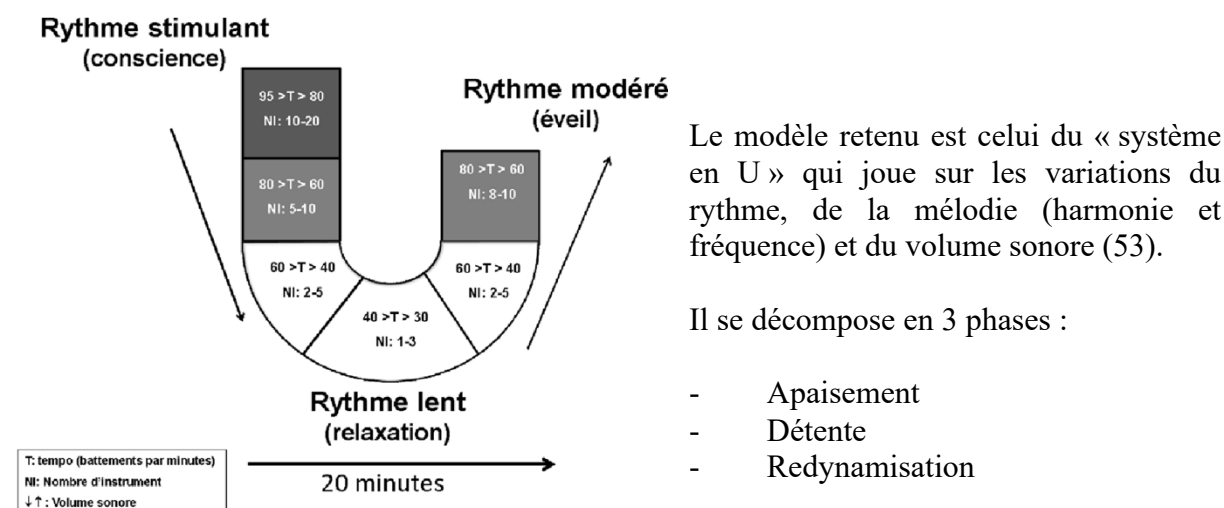 Rythme stimulant
(conscience)
95 >T > 80
NI: 10-20
80 >T > 60
NI: 5-10
60 >T > 40
NI: 2-5
40 >T > 30
NI: 1-3
60 >T > 40
NI: 2-5
80 >T > 60
NI: 8-10
Rythme modéré
(éveil)
Rythme lent
(relaxation)
20 minutes
T: tempo (battements par minutes)
NI: Nombre d'instrument
↓↑ : Volume sonore
Le modèle retenu est celui du « système
en U » qui joue sur les variations du
rythme, de la mélodie (harmonie et
fréquence) et du volume sonore (53).
Il se décompose en 3 phases :
- Apaisement
- Détente
- Redynamisation